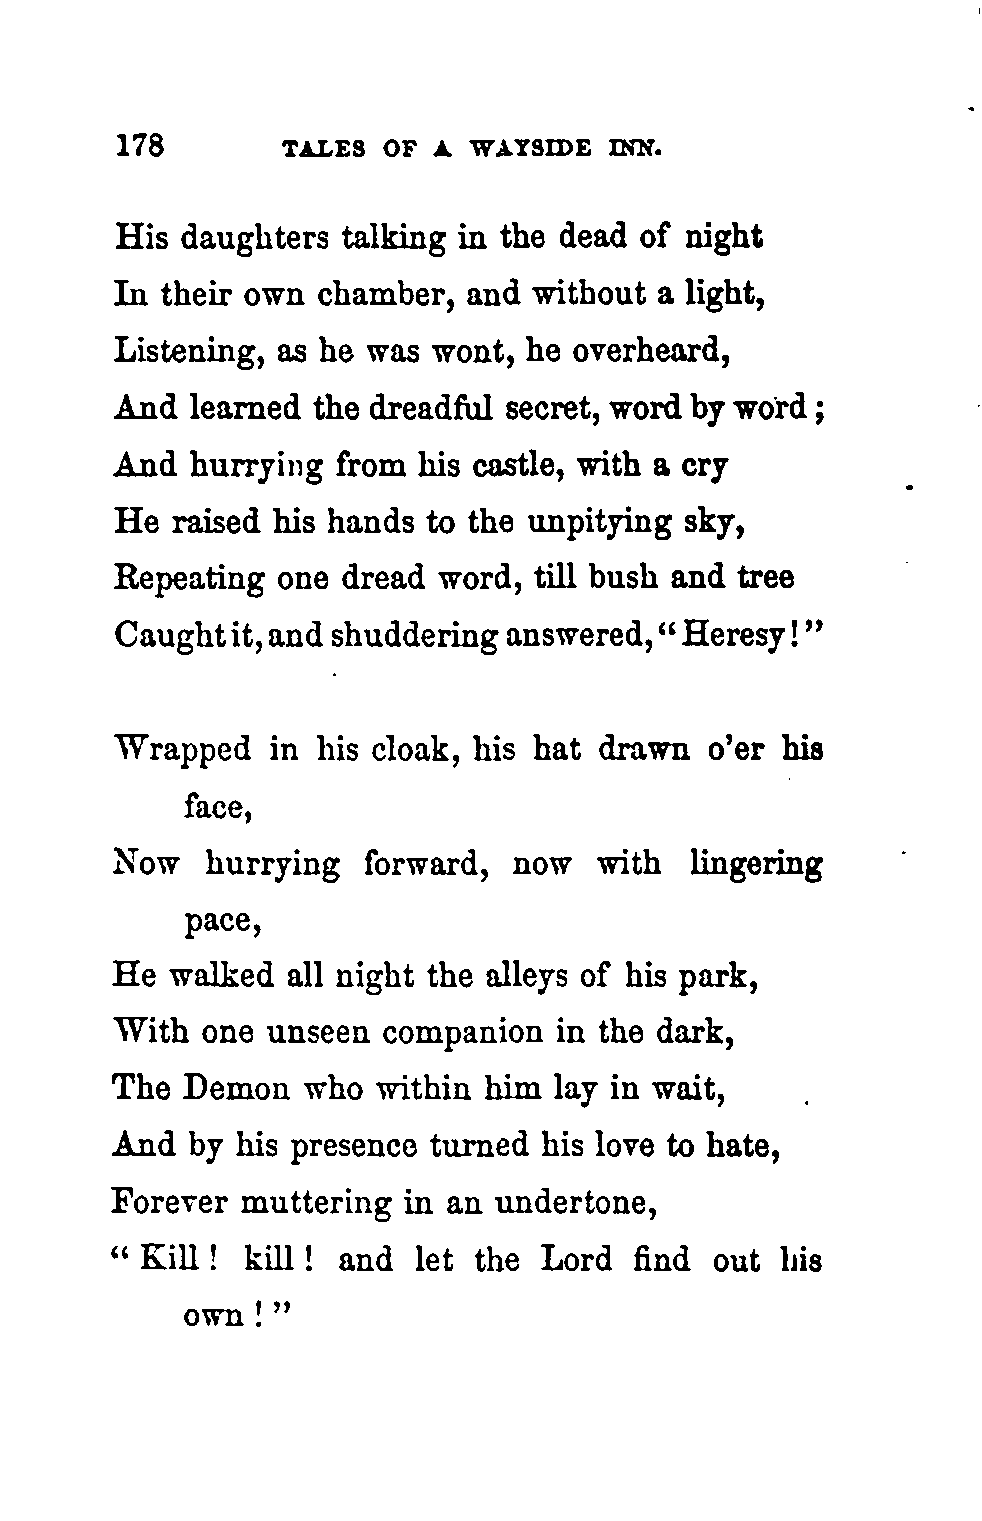 178 TALES OF A WAYSIDE INN.
His daughters talking in the dead of night
In their own chamber, and without a light,
Listening, as he was wont, he overheard,
And learned the dreadful secret, word by word;
And hurrying from his castle, with a cry
He raised his hands to the unpitying sky,
Repeating one dread word, till bush and tree
Caught it, and shuddering answered, "Heresy!"
Wrapped in his cloak, his hat drawn o'er his
face,
Now hurrying forward, now with lingering
pace,
He walked all night the alleys of his park,
With one unseen companion in the dark,
The Demon who within him lay in wait,
And by his presence turned his love to hate,
Forever muttering in an undertone,
"Kill! kill! and let the Lord find out his
own!"